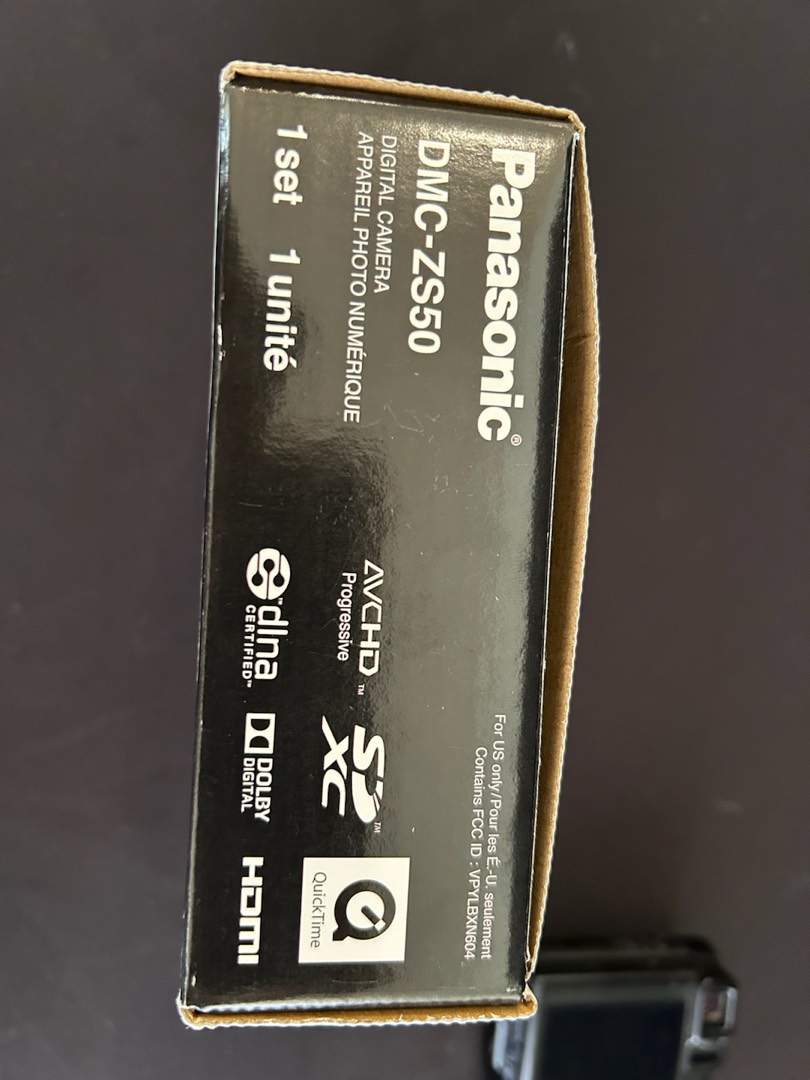 Panasonic®
DMC-ZS50
DIGITAL CAMERA
APPAREIL PHOTO NUMÉRIQUE
1 set 1 unité
For US only/Pour les É.-U. seulement
Contains FCC ID : VPYLBXN604
AVCHD™
Progressive
SD™
XC
QuickTime
dlna™
CERTIFIED™
DOLBY
DIGITAL
HDMI